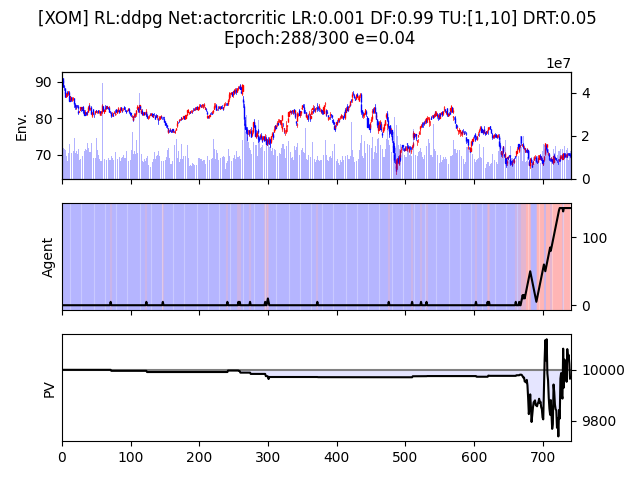 [XOM] RL:ddpg Net:actorcritic LR:0.001 DF:0.99 TU:[1,10] DRT:0.05
Epoch:288/300 e=0.04
1e7
90
80
70
Env.
4
2
0
Agent
100
0
PV
10000
9800
0 100 200 300 400 500 600 700